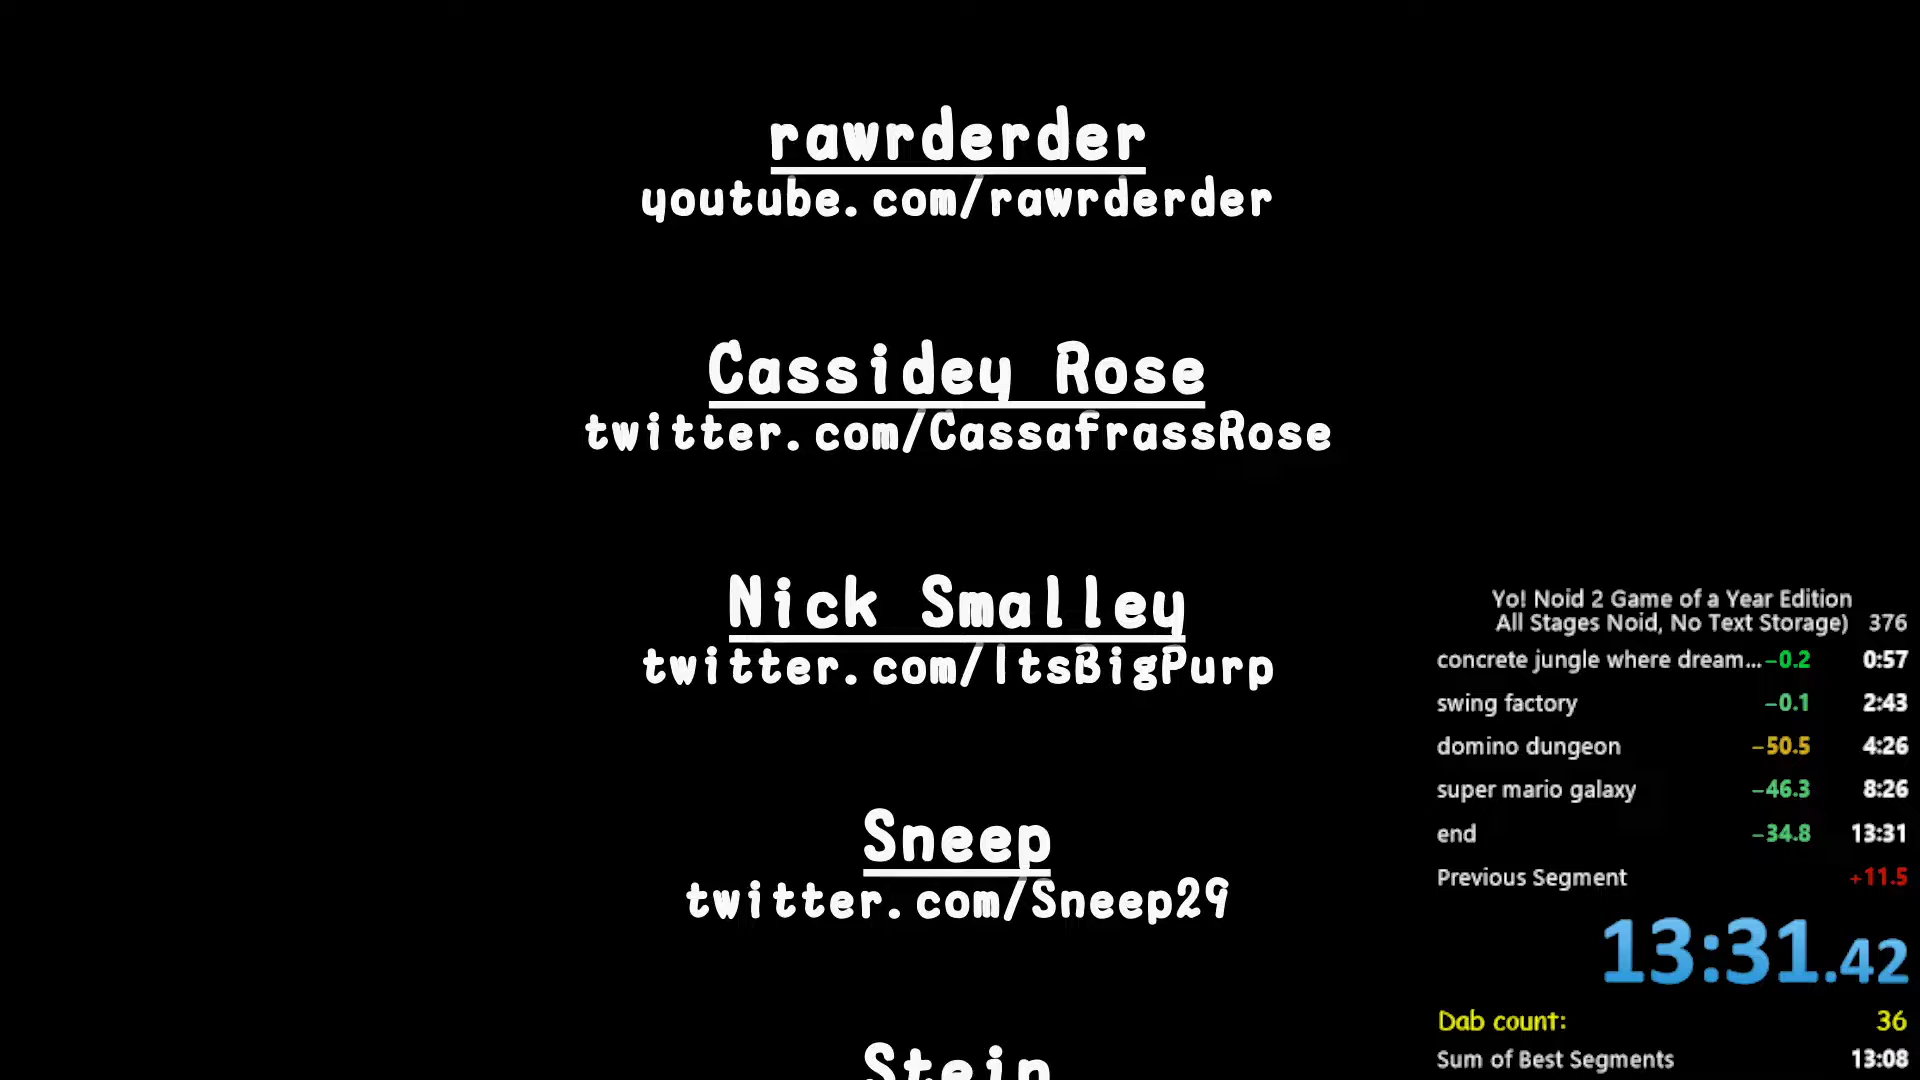 rawrderder
youtube.com/rawrderder
Cassidey Rose
twitter.com/CassafrassRose
Nick Smalley
twitter.com/ItsBigPurp
Sneep
twitter.com/Sneep29
Stein
Yo! Noid 2 Game of a Year Edition
All Stages Noid, No Text Storage) 376
concrete jungle where dream... -0.2 0:57
swing factory -0.1 2:43
domino dungeon -50.5 4:26
super mario galaxy -46.3 8:26
end -34.8 13:31
Previous Segment +11.5
13:31.42
Dab count: 36
Sum of Best Segments 13:08